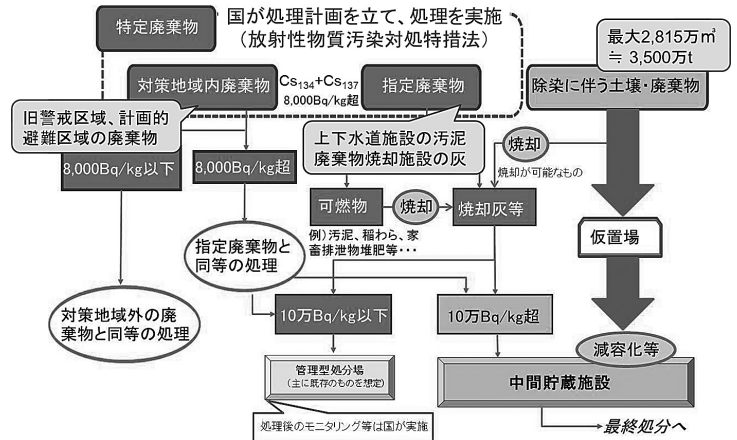 特定廃棄物
国が処理計画を立て、処理を実施
（放射性物質汚染対処特措法）
最大2,815万㎥
≒ 3,500万t
対策地域内廃棄物
Cs134+Cs137
8,000Bq/kg超
指定廃棄物
除染に伴う土壌・廃棄物
旧警戒区域、計画的
避難区域の廃棄物
上下水道施設の汚泥
廃棄物焼却施設の灰
焼却
焼却が可能なもの
8,000Bq/kg以下
8,000Bq/kg超
可燃物
焼却
焼却灰等
例）汚泥、稲わら、家
畜排泄物堆肥等・・・
仮置場
指定廃棄物と
同等の処理
対策地域外の廃
棄物と同等の処理
10万Bq/kg以下
10万Bq/kg超
減容化等
管理型処分場
（主に既存のものを想定）
中間貯蔵施設
処理後のモニタリング等は国が実施
最終処分へ